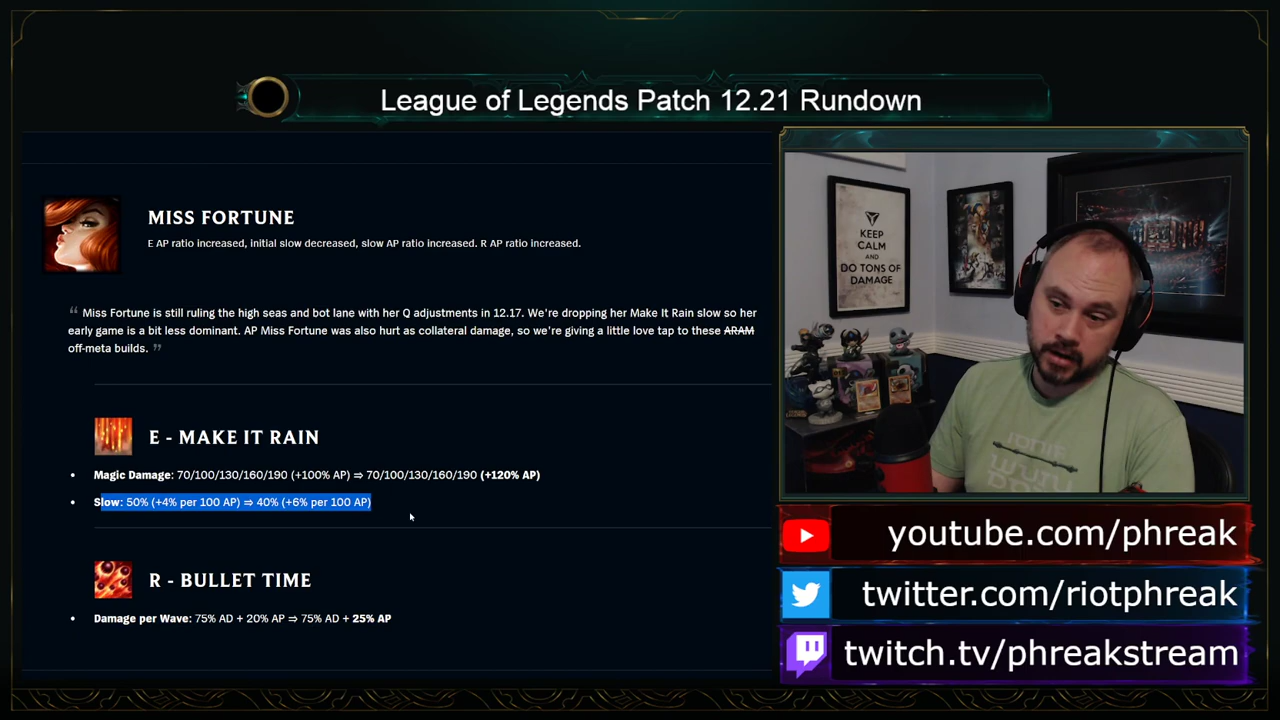 League of Legends Patch 12.21 Rundown
MISS FORTUNE
E AP ratio increased, initial slow decreased, slow AP ratio increased. R AP ratio increased.
“ Miss Fortune is still ruling the high seas and bot lane with her Q adjustments in 12.17. We're dropping her Make It Rain slow so her
early game is a bit less dominant. AP Miss Fortune was also hurt as collateral damage, so we're giving a little love tap to these ARAM
off-meta builds. ”
E - MAKE IT RAIN
• Magic Damage: 70/100/130/160/190 (+100% AP) ⇒ 70/100/130/160/190 (+120% AP)
• Slow: 50% (+4% per 100 AP) ⇒ 40% (+6% per 100 AP)
R - BULLET TIME
• Damage per Wave: 75% AD + 20% AP ⇒ 75% AD + 25% AP
KEEP
CALM
AND
DO TONS OF
DAMAGE
youtube.com/phreak
twitter.com/riotphreak
twitch.tv/phreakstream